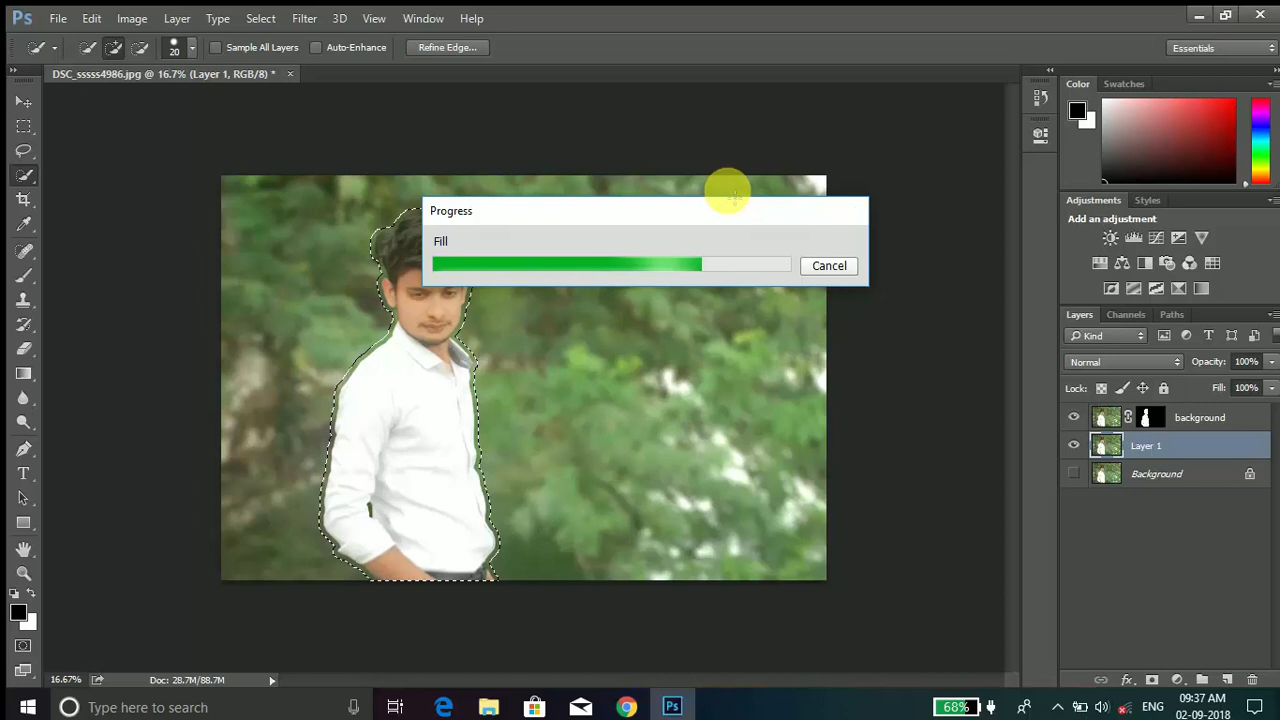 Ps File Edit Image Layer Type Select Filter 3D View Window Help
20 Sample All Layers Auto-Enhance Refine Edge... Essentials
DSC_sssss4986.jpg @ 16.7% (Layer 1, RGB/8) *
Color Swatches
Progress
Fill
Cancel
Adjustments Styles
Add an adjustment
Layers Channels Paths
Kind
Normal Opacity: 100%
Lock: Fill: 100%
background
Layer 1
Background
16.67% Doc: 28.7M/88.7M
Type here to search
Ps
68%
ENG
09:37 AM
02-09-2018